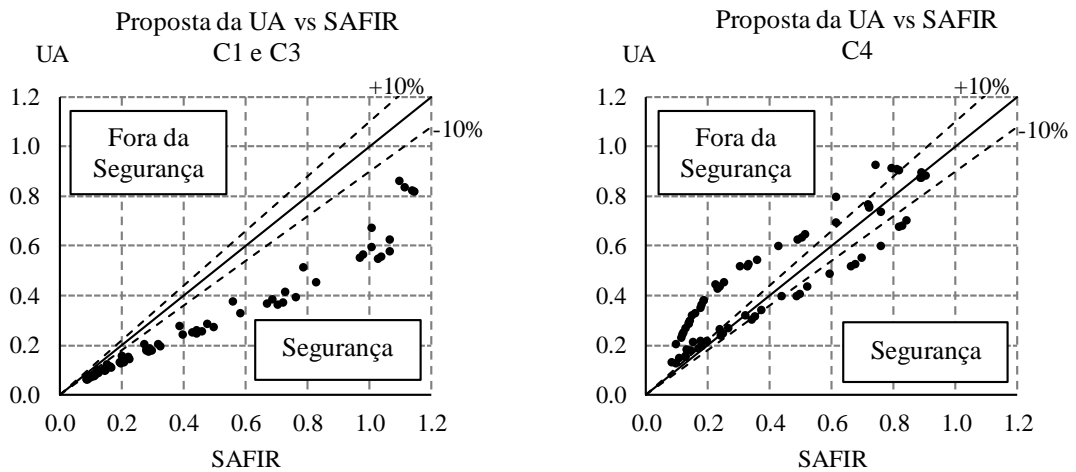 Proposta da UA vs SAFIR
C1 e C3
UA
+10%
-10%
1.2
1.0
0.8
0.6
0.4
0.2
0.0
Fora da
Segurança
Segurança
0.0 0.2 0.4 0.6 0.8 1.0 1.2
SAFIR
Proposta da UA vs SAFIR
C4
UA
+10%
-10%
1.2
1.0
0.8
0.6
0.4
0.2
0.0
Fora da
Segurança
Segurança
0.0 0.2 0.4 0.6 0.8 1.0 1.2
SAFIR